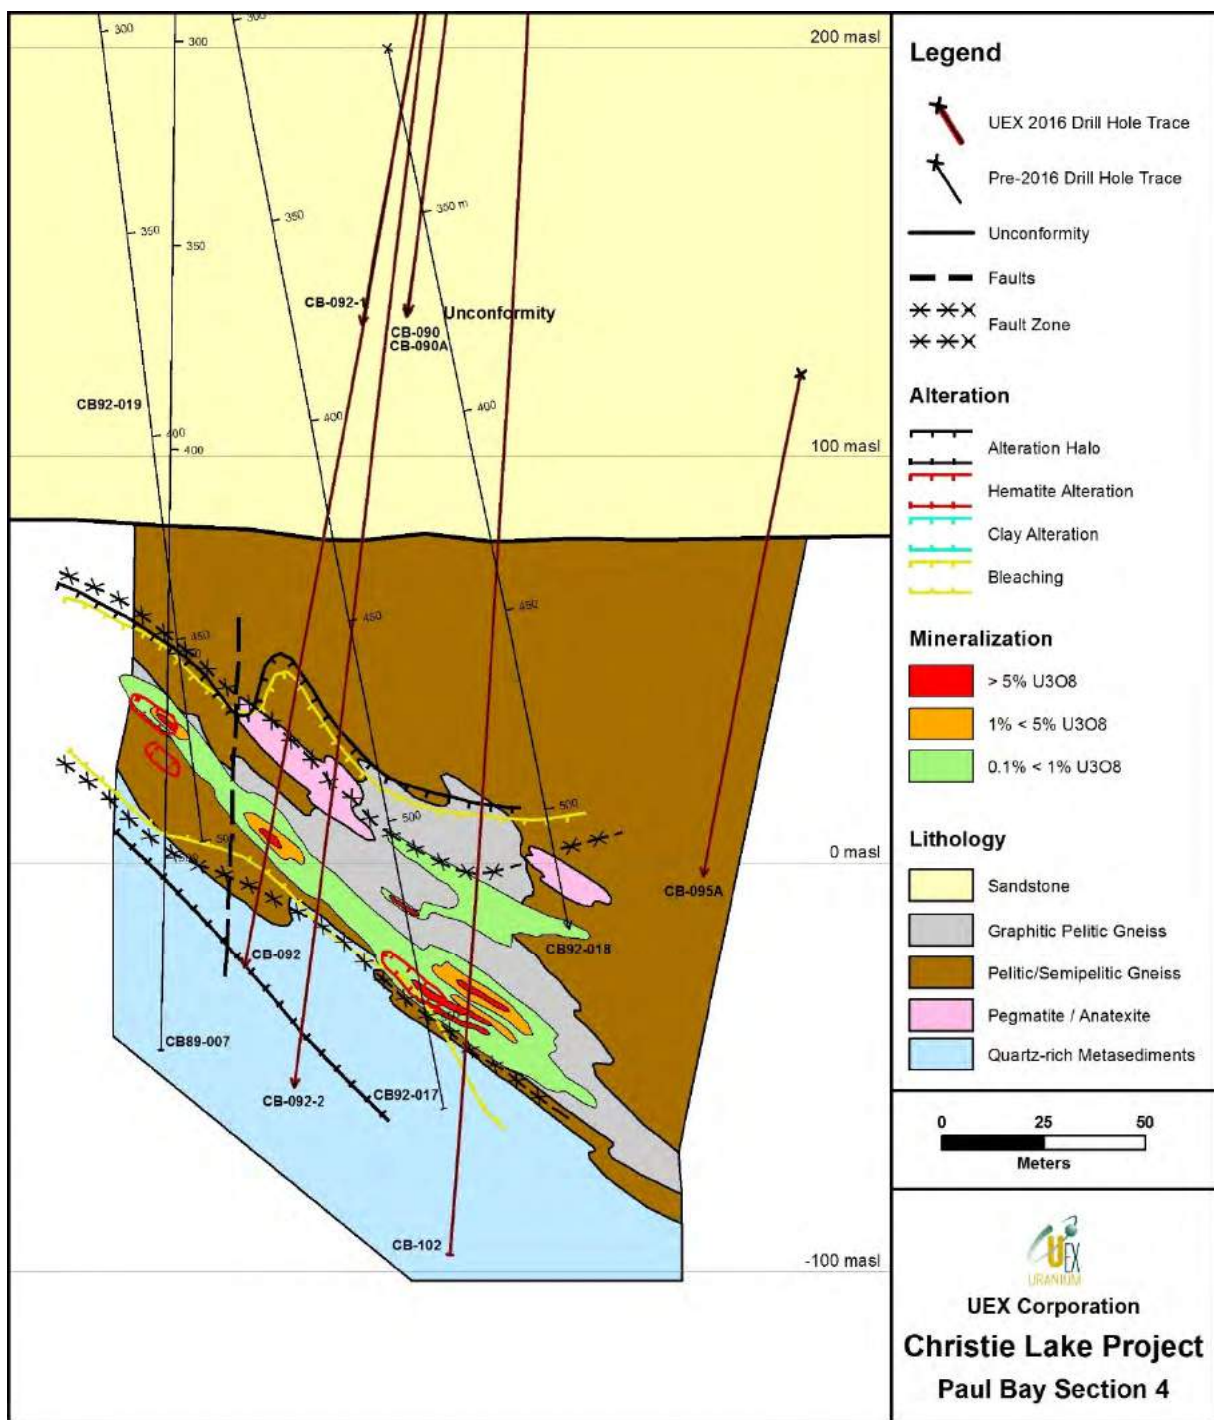 300
300
300
200 masl
350 m
350
350
350
CB-092-1
CB-090
CB-090A
Unconformity
CB92-019
400
400
400
400
100 masl
450
450
450
500
500
500
0 masl
CB-095A
CB92-018
CB-092
CB89-007
CB-092-2
CB92-017
CB-102
-100 masl
Legend
UEX 2016 Drill Hole Trace
Pre-2016 Drill Hole Trace
Unconformity
Faults
Fault Zone
Alteration
Alteration Halo
Hematite Alteration
Clay Alteration
Bleaching
Mineralization
> 5% U3O8
1% < 5% U3O8
0.1% < 1% U3O8
Lithology
Sandstone
Graphitic Pelitic Gneiss
Pelitic/Semipelitic Gneiss
Pegmatite / Anatexite
Quartz-rich Metasediments
0 25 50
Meters
UEX
URANIUM
UEX Corporation
Christie Lake Project
Paul Bay Section 4